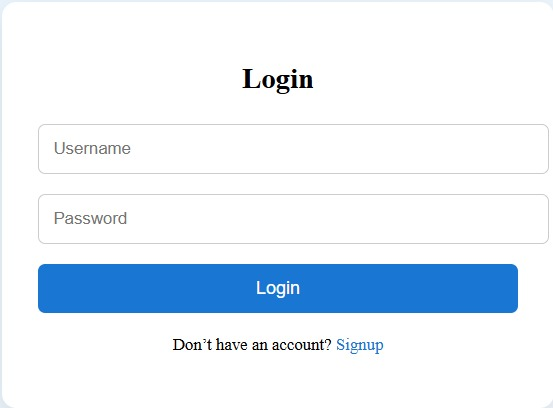 Login
Username
Password
Login
Don’t have an account? Signup